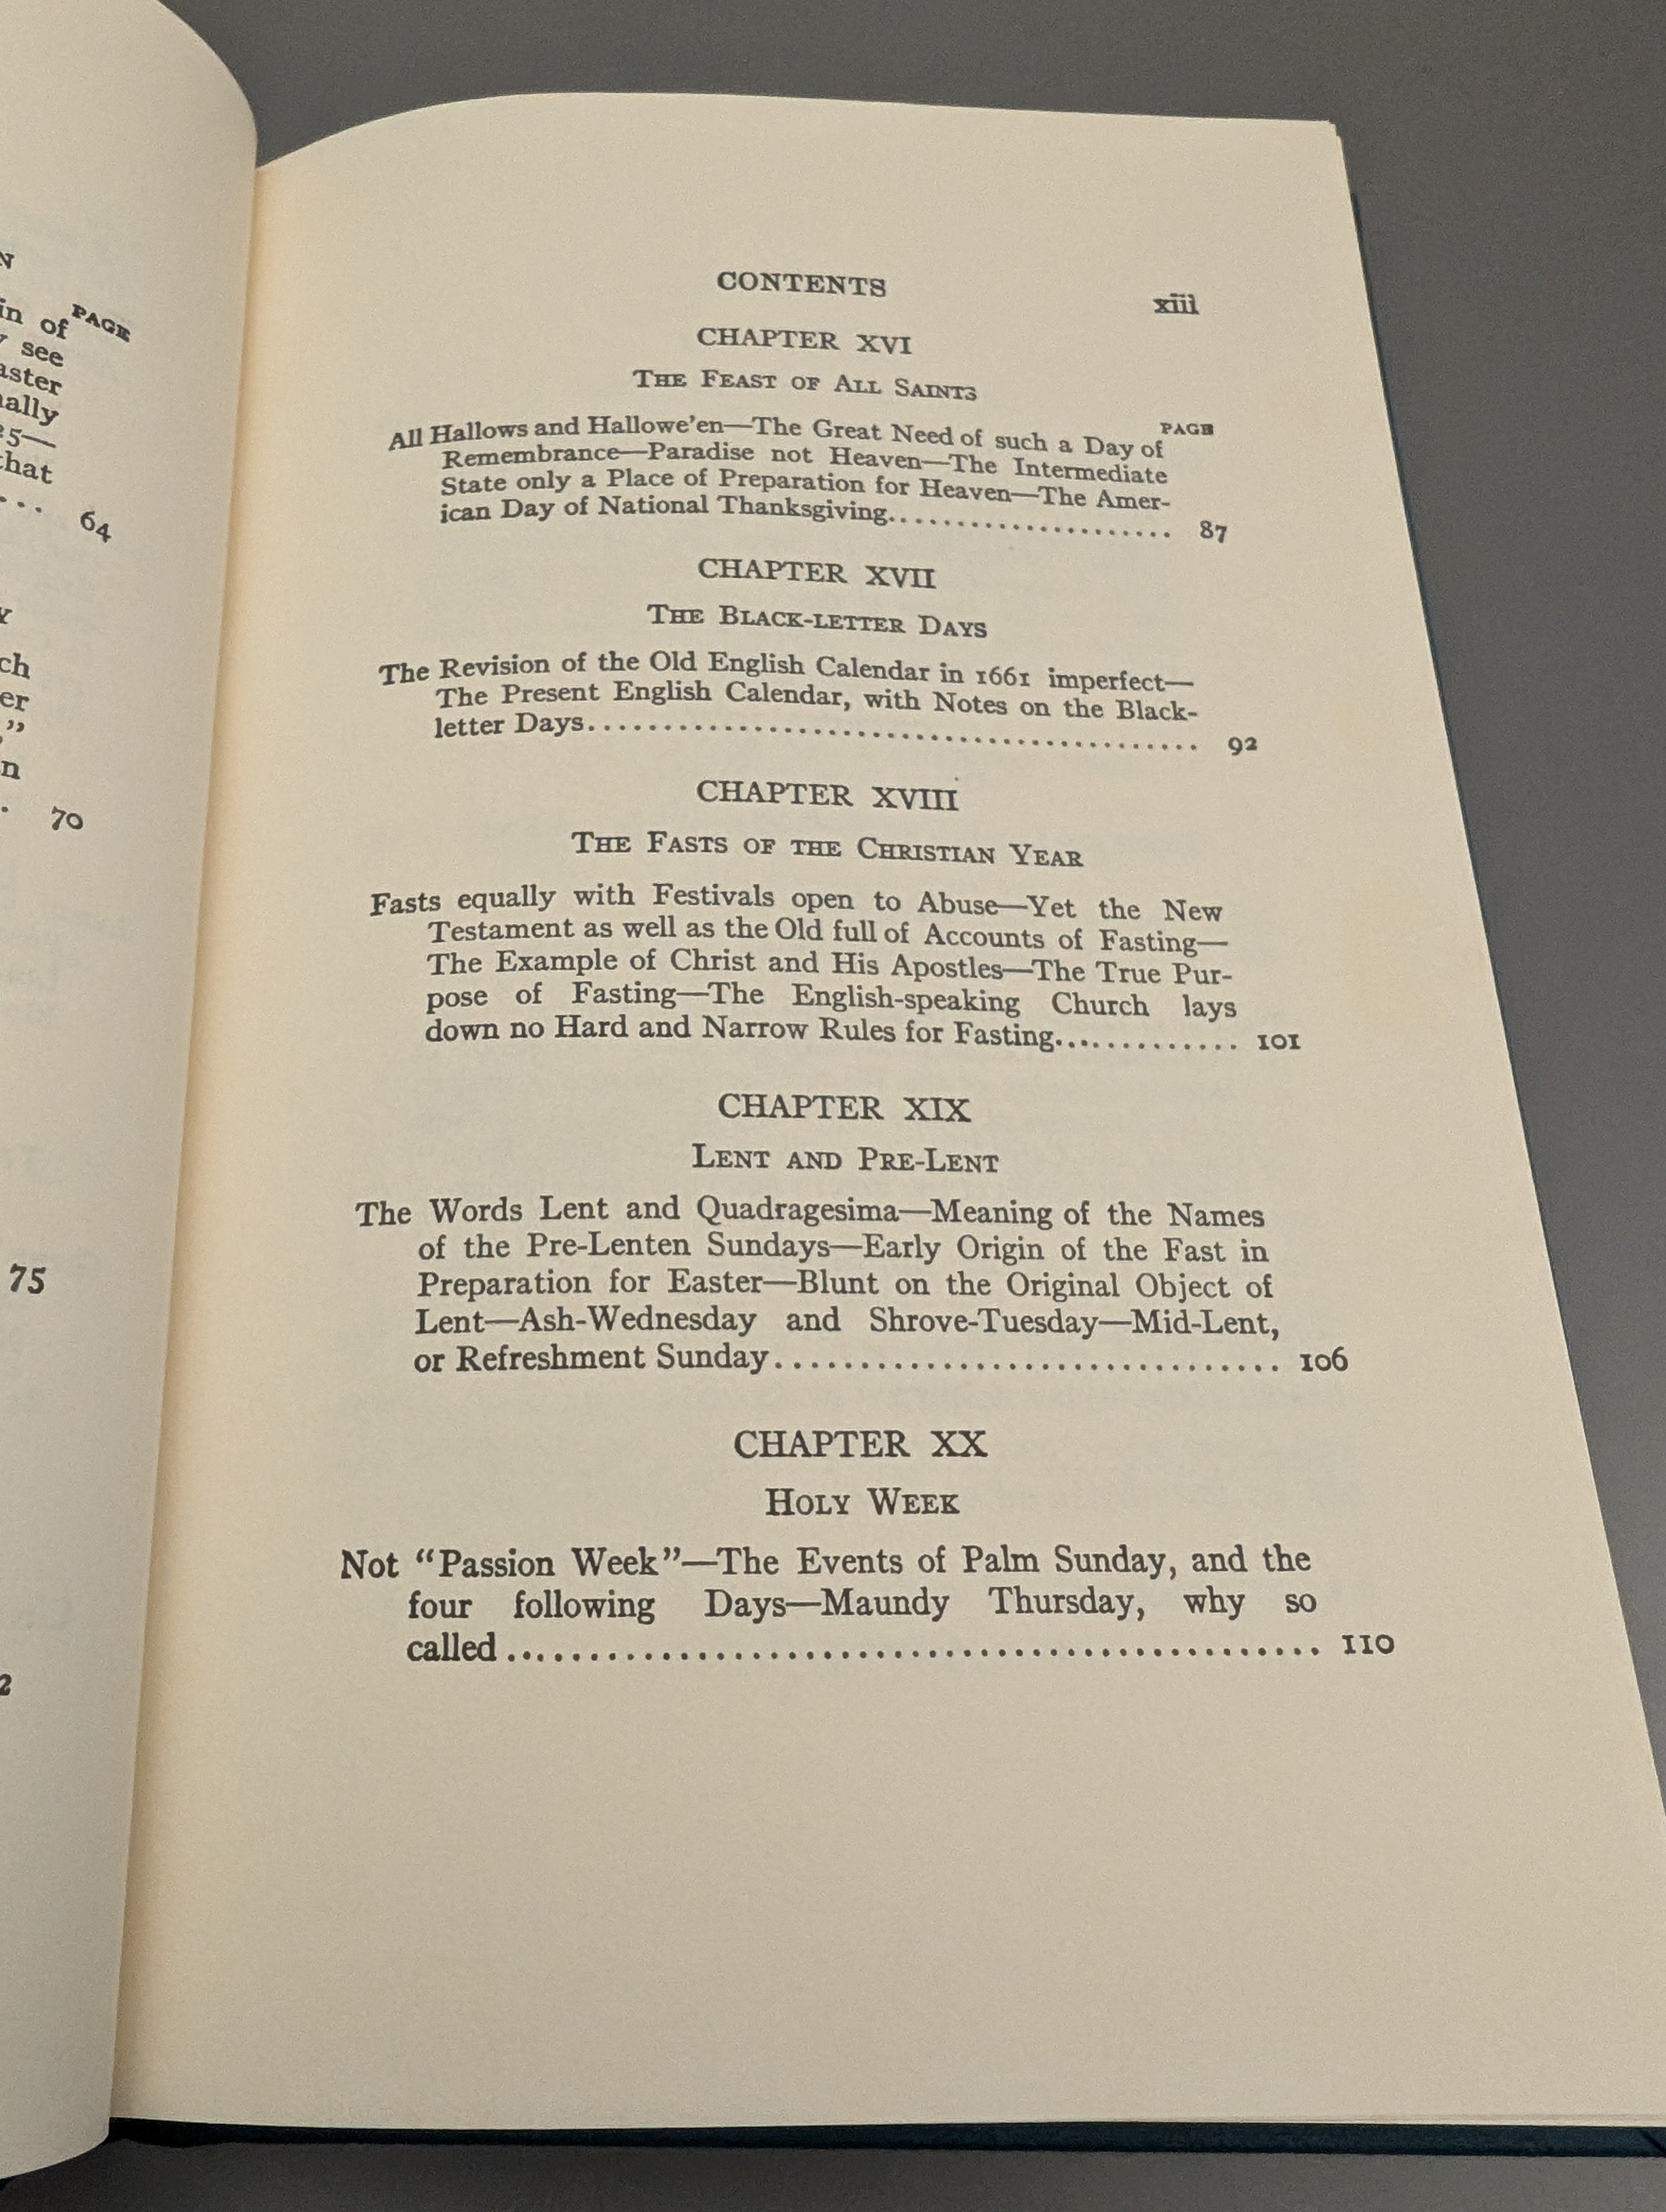 in of PAGE
see
64
70
75
CONTENTS xiii
CHAPTER XVI
THE FEAST OF ALL SAINTS
PAGE
All Hallows and Hallowe'en—The Great Need of such a Day of
Remembrance—Paradise not Heaven—The Intermediate
State only a Place of Preparation for Heaven—The Amer-
ican Day of National Thanksgiving..................... 87
CHAPTER XVII
THE BLACK-LETTER DAYS
The Revision of the Old English Calendar in 1661 imperfect—
The Present English Calendar, with Notes on the Black-
letter Days.......................................... 92
CHAPTER XVIII
THE FASTS OF THE CHRISTIAN YEAR
Fasts equally with Festivals open to Abuse—Yet the New
Testament as well as the Old full of Accounts of Fasting—
The Example of Christ and His Apostles—The True Pur-
pose of Fasting—The English-speaking Church lays
down no Hard and Narrow Rules for Fasting............. 101
CHAPTER XIX
LENT AND PRE-LENT
The Words Lent and Quadragesima—Meaning of the Names
of the Pre-Lenten Sundays—Early Origin of the Fast in
Preparation for Easter—Blunt on the Original Object of
Lent—Ash-Wednesday and Shrove-Tuesday—Mid-Lent,
or Refreshment Sunday............................... 106
CHAPTER XX
HOLY WEEK
Not "Passion Week"—The Events of Palm Sunday, and the
four following Days—Maundy Thursday, why so
called ............................................. 110